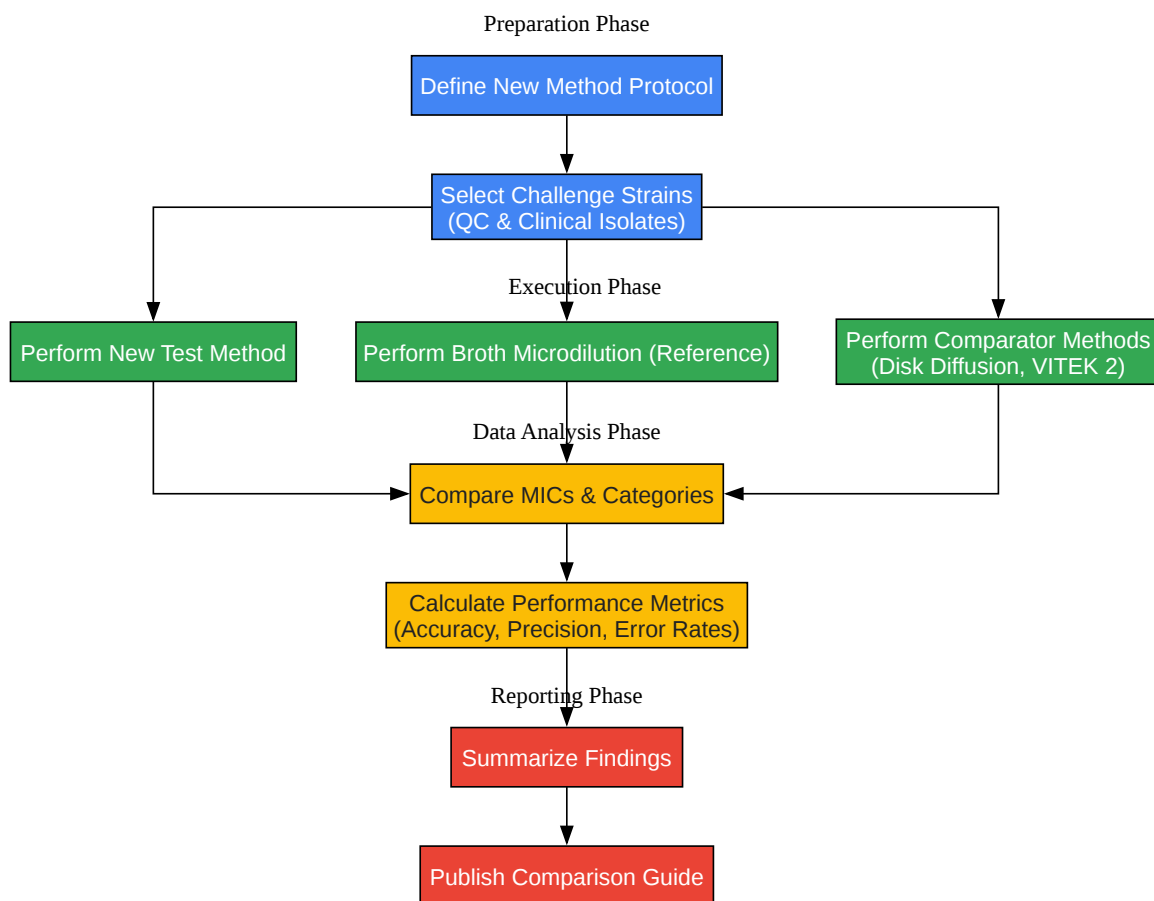 Preparation Phase
Define New Method Protocol
Select Challenge Strains
(QC & Clinical Isolates)
Execution Phase
Perform New Test Method
Perform Broth Microdilution (Reference)
Perform Comparator Methods
(Disk Diffusion, VITEK 2)
Data Analysis Phase
Compare MICs & Categories
Calculate Performance Metrics
(Accuracy, Precision, Error Rates)
Reporting Phase
Summarize Findings
Publish Comparison Guide